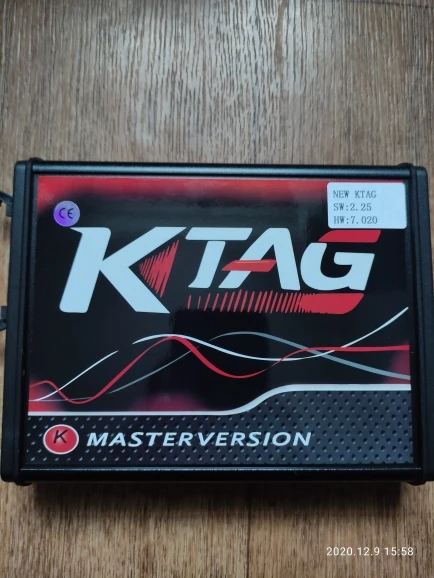 NEW KTAG
SW:2.25
HW:7.020
CE
KTAG
K MASTERVERSION
2020.12.9 15:58